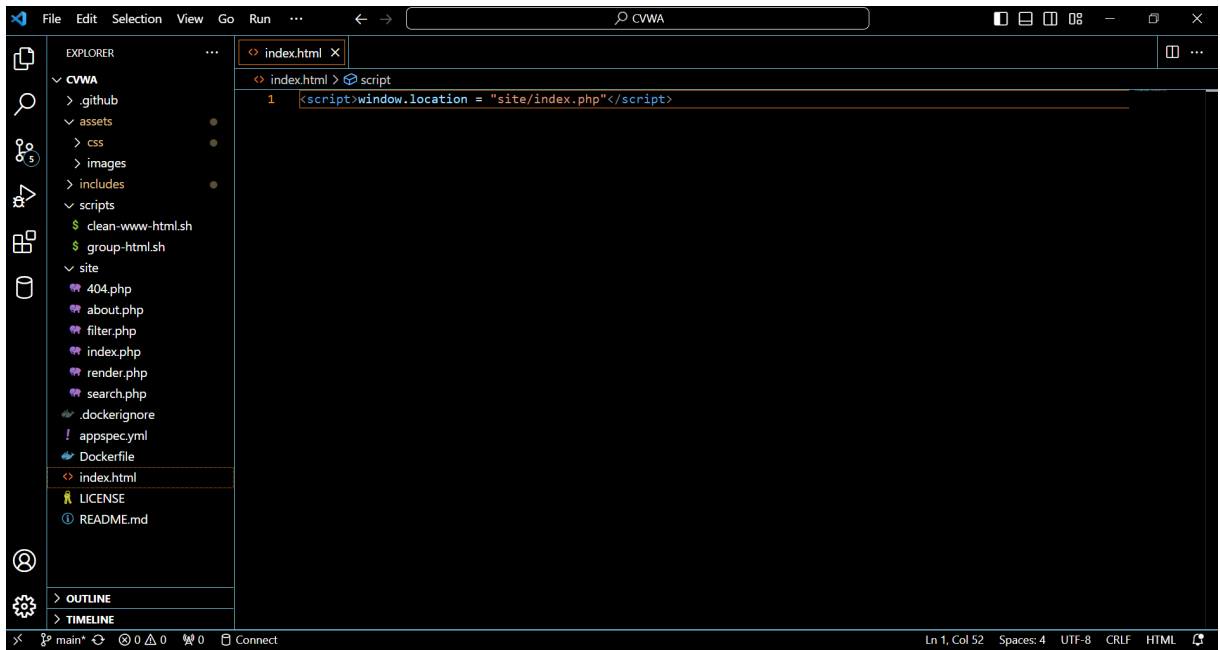 File Edit Selection View Go Run ··· ← → CVWA
EXPLORER ···
index.html
CVWA
index.html > script
.github
1 <script>window.location = "site/index.php"</script>
assets
css
images
includes
scripts
clean-www-html.sh
group-html.sh
site
404.php
about.php
filter.php
index.php
render.php
search.php
.dockerignore
! appspec.yml
Dockerfile
index.html
LICENSE
README.md
5
OUTLINE
TIMELINE
main* 0 0 0 Connect Ln 1, Col 52 Spaces: 4 UTF-8 CRLF HTML